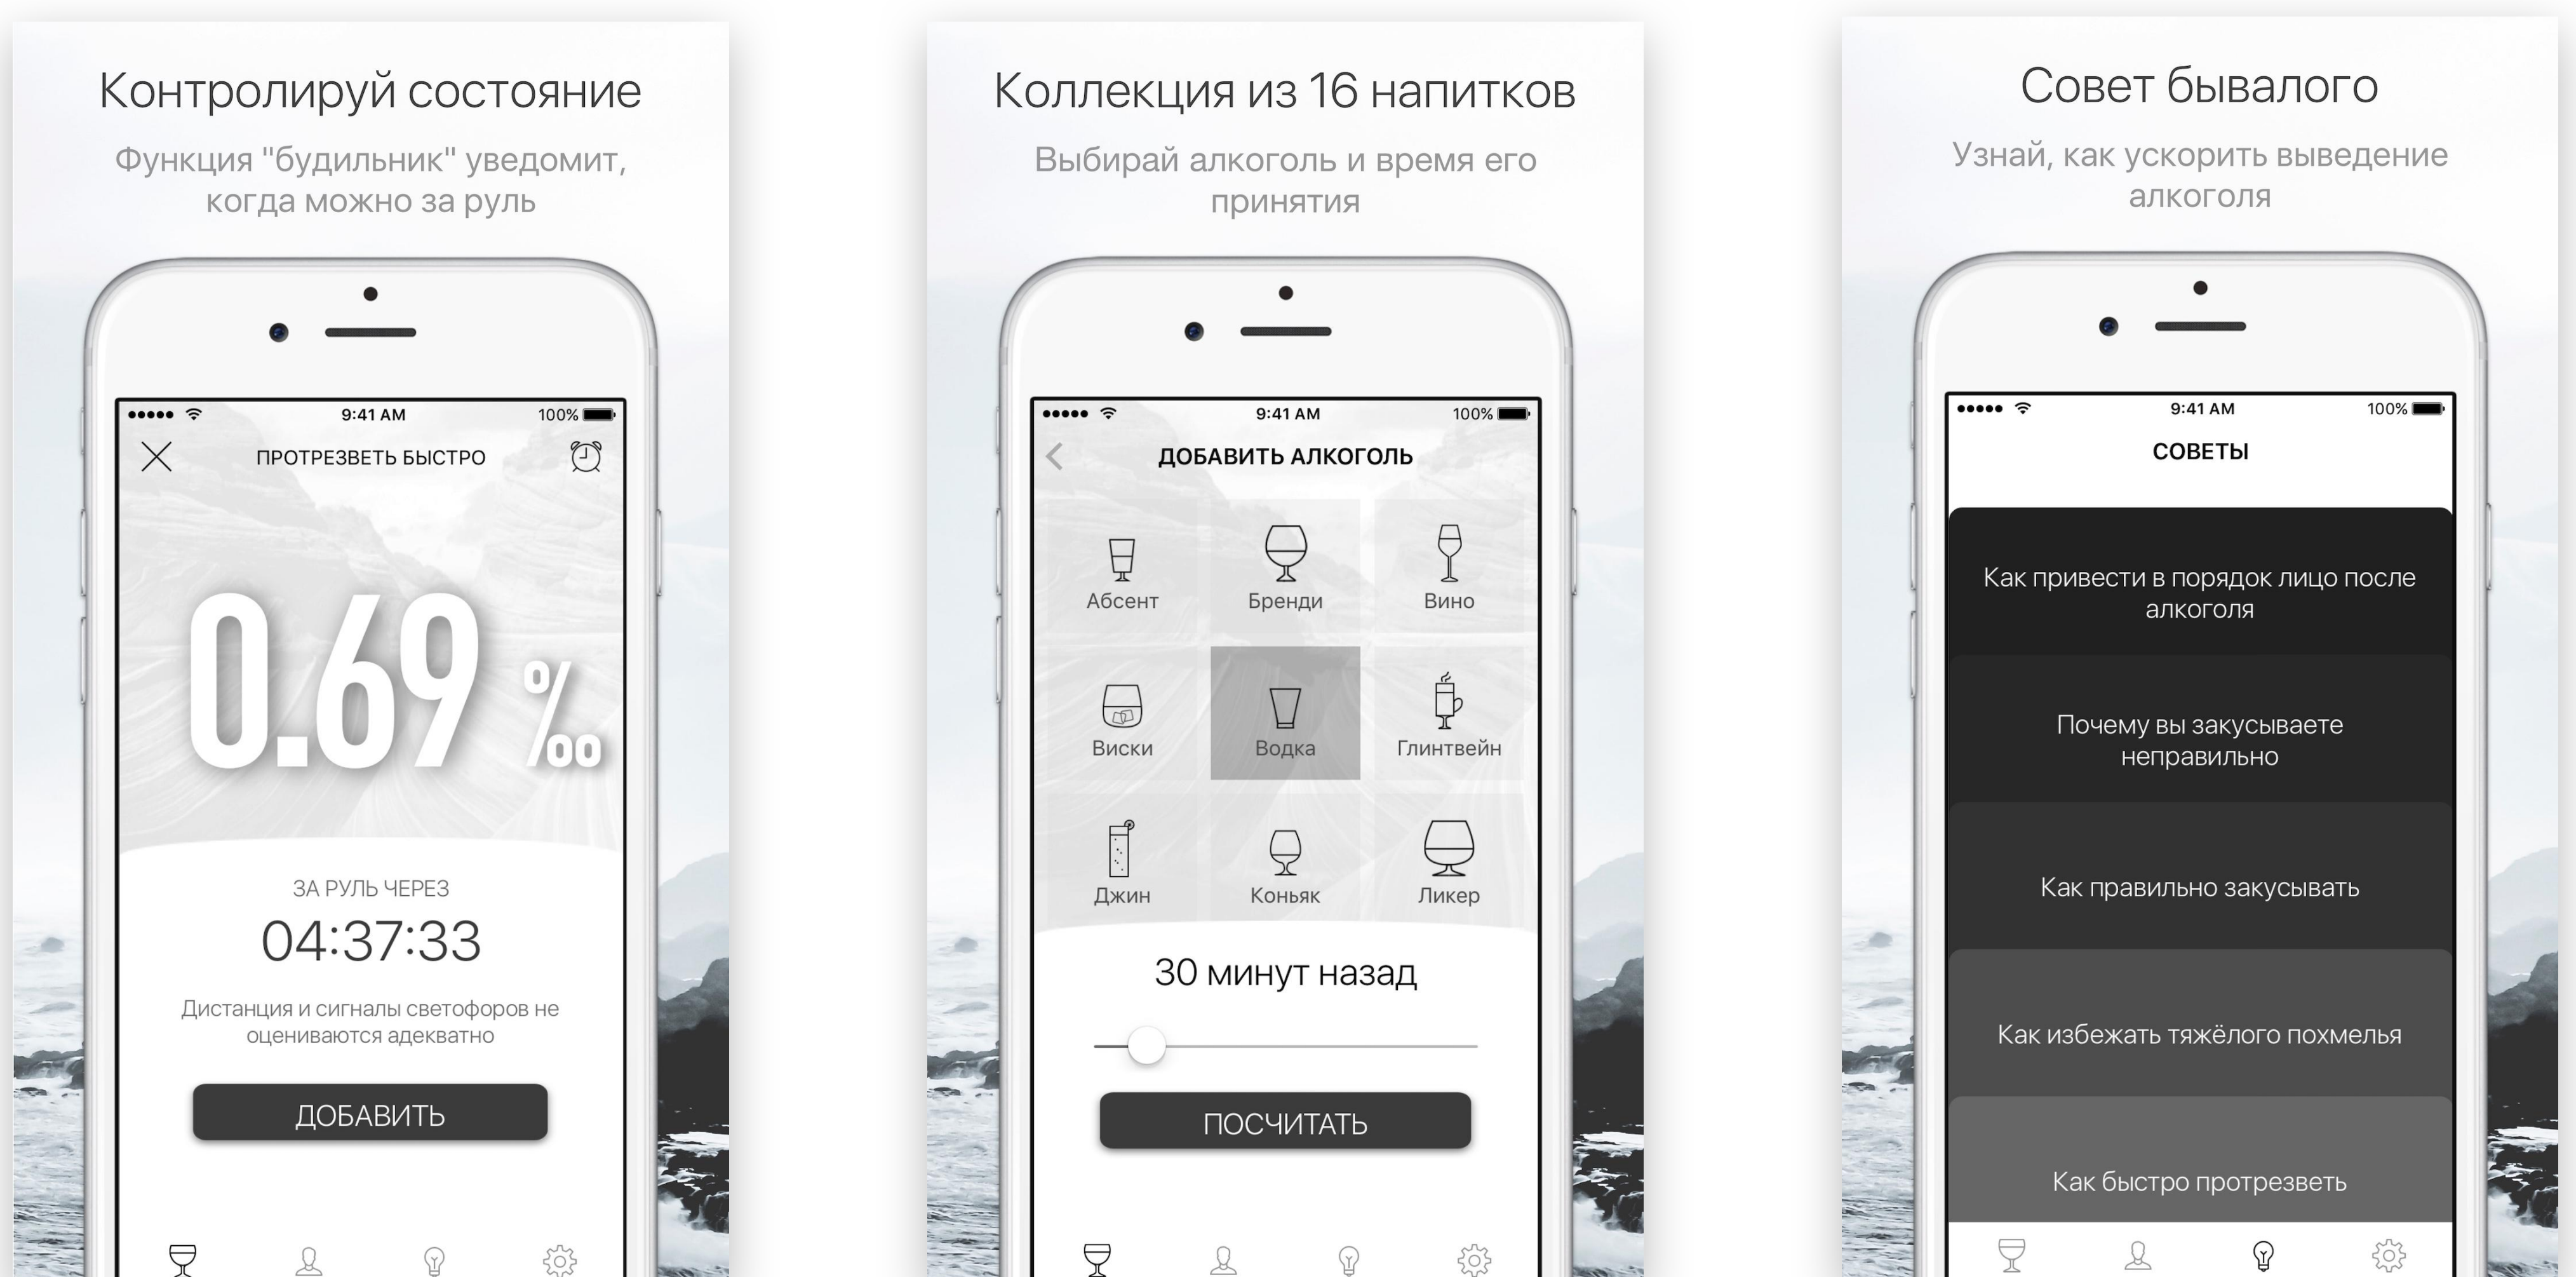 Контролируй состояние
Функция "будильник" уведомит,
когда можно за руль
9:41 AM
100%
ПРОТРЕЗВЕТЬ БЫСТРО
0.69 ‰
ЗА РУЛЬ ЧЕРЕЗ
04:37:33
Дистанция и сигналы светофоров не
оцениваются адекватно
ДОБАВИТЬ
Коллекция из 16 напитков
Выбирай алкоголь и время его
принятия
9:41 AM
100%
ДОБАВИТЬ АЛКОГОЛЬ
Абсент
Бренди
Вино
Виски
Водка
Глинтвейн
Джин
Коньяк
Ликер
30 минут назад
ПОСЧИТАТЬ
Совет бывалого
Узнай, как ускорить выведение
алкоголя
9:41 AM
100%
СОВЕТЫ
Как привести в порядок лицо после
алкоголя
Почему вы закусываете
неправильно
Как правильно закусывать
Как избежать тяжёлого похмелья
Как быстро протрезветь